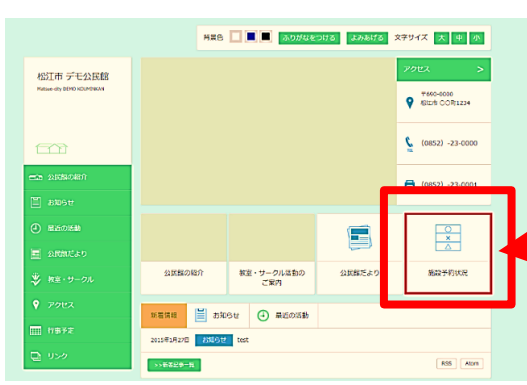 背景色 ふりがなをつける よみあげる 文字サイズ 大 中 小
松江市 デモ公民館
Matsue city DEMO KOUMINKAN
アクセス >
〒690-0000
松江市 〇〇町1234
(0852) -23-0000
(0852) -23-0001
公民館の紹介
お知らせ
最近の活動
公民館だより
教室・サークル
アクセス
行事予定
リンク
公民館の紹介
教室・サークル活動の
ご案内
公民館だより
○
×
△
施設予約状況
新着情報 お知らせ 最近の活動
2015年1月27日 お知らせ test
>>新着記事一覧
RSS Atom